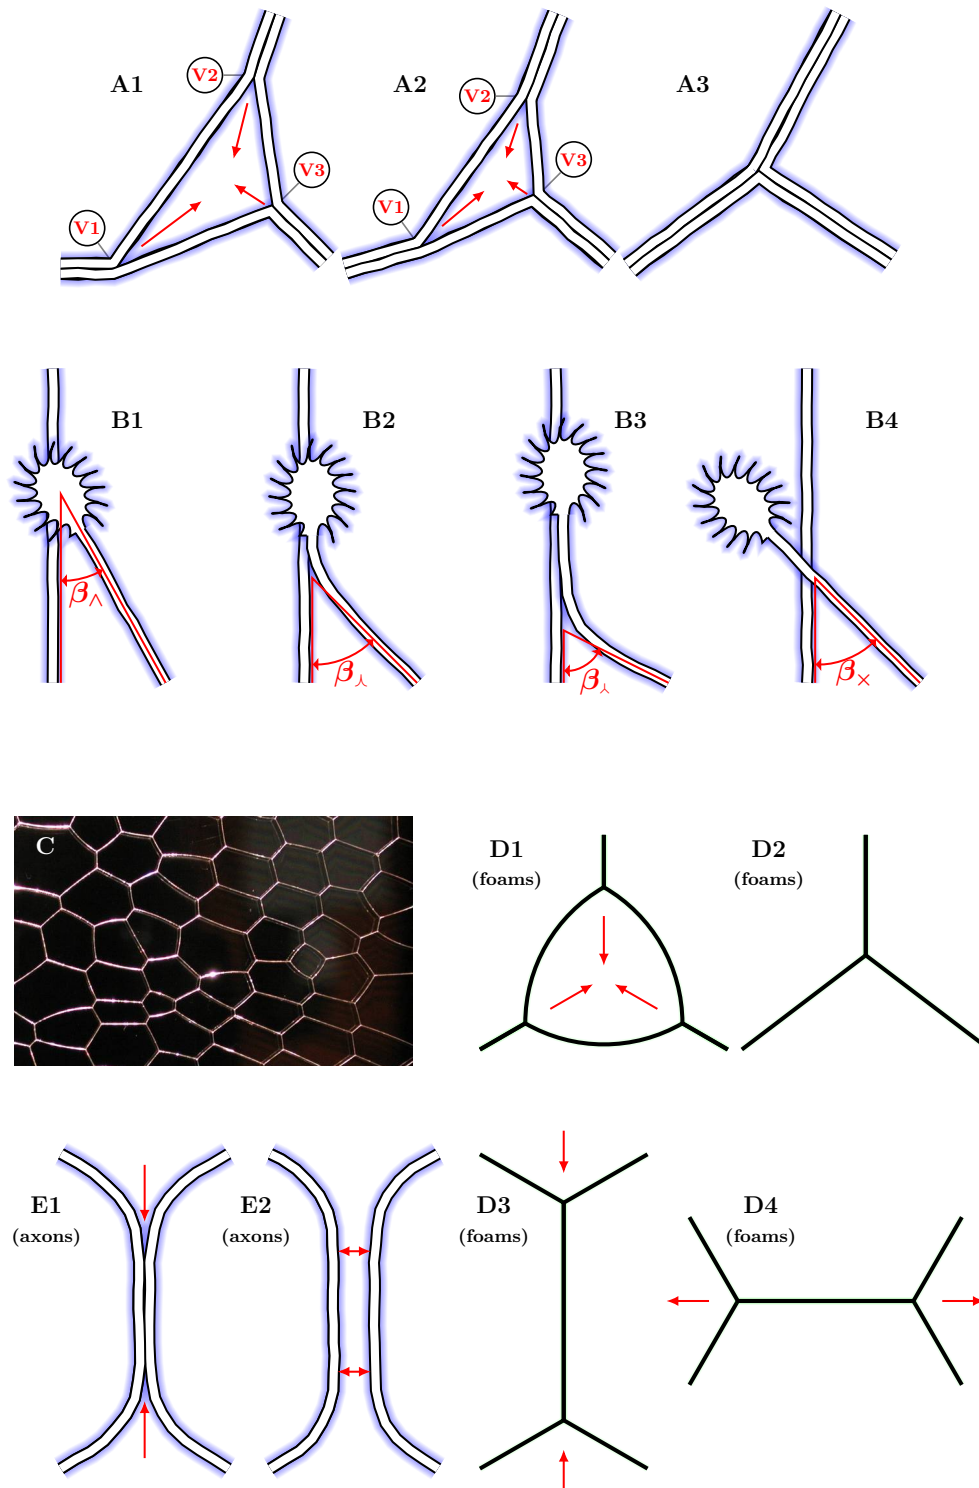 A1
V2
V3
V1
A2
V2
V3
V1
A3
B1
β∧
B2
β⅄
B3
β⅄
B4
β×
C
D1
(foams)
D2
(foams)
E1
(axons)
E2
(axons)
D3
(foams)
D4
(foams)